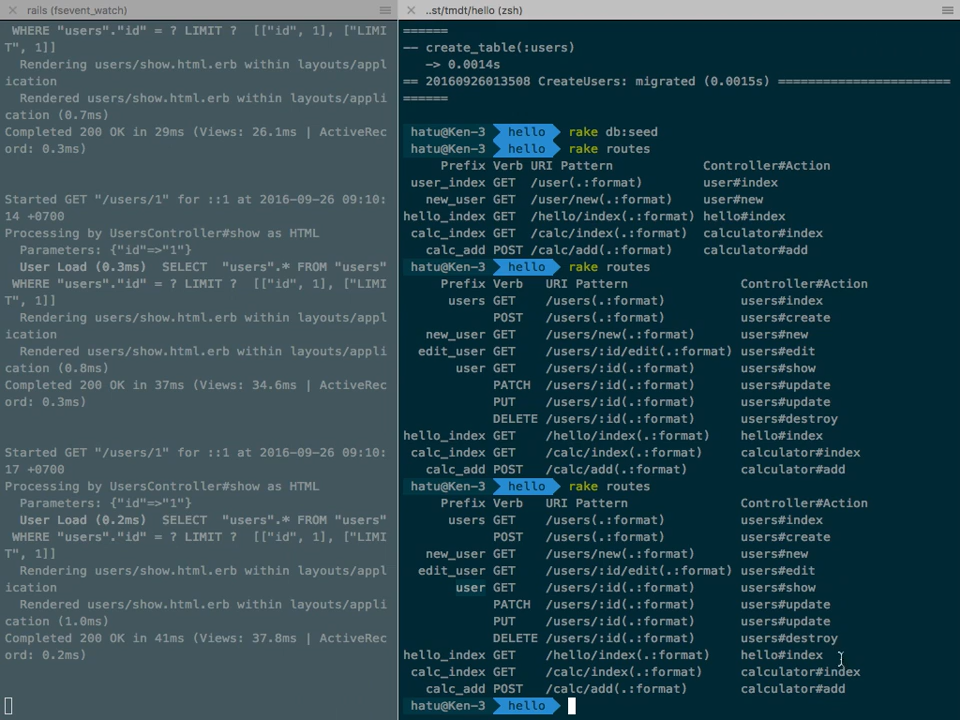 rails (fsevent_watch)
WHERE "users"."id" = ? LIMIT ?  [["id", 1], ["LIMI
T", 1]]
  Rendering users/show.html.erb within layouts/appl
ication
  Rendered users/show.html.erb within layouts/appli
cation (0.7ms)
Completed 200 OK in 29ms (Views: 26.1ms | ActiveRec
ord: 0.3ms)
Started GET "/users/1" for ::1 at 2016-09-26 09:10:
14 +0700
Processing by UsersController#show as HTML
  Parameters: {"id"=>"1"}
  User Load (0.3ms)  SELECT  "users".* FROM "users"
WHERE "users"."id" = ? LIMIT ?  [["id", 1], ["LIMI
T", 1]]
  Rendering users/show.html.erb within layouts/appl
ication
  Rendered users/show.html.erb within layouts/appli
cation (0.8ms)
Completed 200 OK in 37ms (Views: 34.6ms | ActiveRec
ord: 0.3ms)
Started GET "/users/1" for ::1 at 2016-09-26 09:10:
17 +0700
Processing by UsersController#show as HTML
  Parameters: {"id"=>"1"}
  User Load (0.2ms)  SELECT  "users".* FROM "users"
WHERE "users"."id" = ? LIMIT ?  [["id", 1], ["LIMI
T", 1]]
  Rendering users/show.html.erb within layouts/appl
ication
  Rendered users/show.html.erb within layouts/appli
cation (1.0ms)
Completed 200 OK in 41ms (Views: 37.8ms | ActiveRec
ord: 0.2ms)
..st/tmdt/hello (zsh)
======
-- create_table(:users)
   -> 0.0014s
== 20160926013508 CreateUsers: migrated (0.0015s) =======================
======
hatu@Ken-3 hello rake db:seed
hatu@Ken-3 hello rake routes
Prefix Verb URI Pattern Controller#Action
user_index GET /user(.:format) user#index
new_user GET /user/new(.:format) user#new
hello_index GET /hello/index(.:format) hello#index
calc_index GET /calc/index(.:format) calculator#index
calc_add POST /calc/add(.:format) calculator#add
hatu@Ken-3 hello rake routes
Prefix Verb URI Pattern Controller#Action
users GET /users(.:format) users#index
POST /users(.:format) users#create
new_user GET /users/new(.:format) users#new
edit_user GET /users/:id/edit(.:format) users#edit
user GET /users/:id(.:format) users#show
PATCH /users/:id(.:format) users#update
PUT /users/:id(.:format) users#update
DELETE /users/:id(.:format) users#destroy
hello_index GET /hello/index(.:format) hello#index
calc_index GET /calc/index(.:format) calculator#index
calc_add POST /calc/add(.:format) calculator#add
hatu@Ken-3 hello rake routes
Prefix Verb URI Pattern Controller#Action
users GET /users(.:format) users#index
POST /users(.:format) users#create
new_user GET /users/new(.:format) users#new
edit_user GET /users/:id/edit(.:format) users#edit
user GET /users/:id(.:format) users#show
PATCH /users/:id(.:format) users#update
PUT /users/:id(.:format) users#update
DELETE /users/:id(.:format) users#destroy
hello_index GET /hello/index(.:format) hello#index
calc_index GET /calc/index(.:format) calculator#index
calc_add POST /calc/add(.:format) calculator#add
hatu@Ken-3 hello